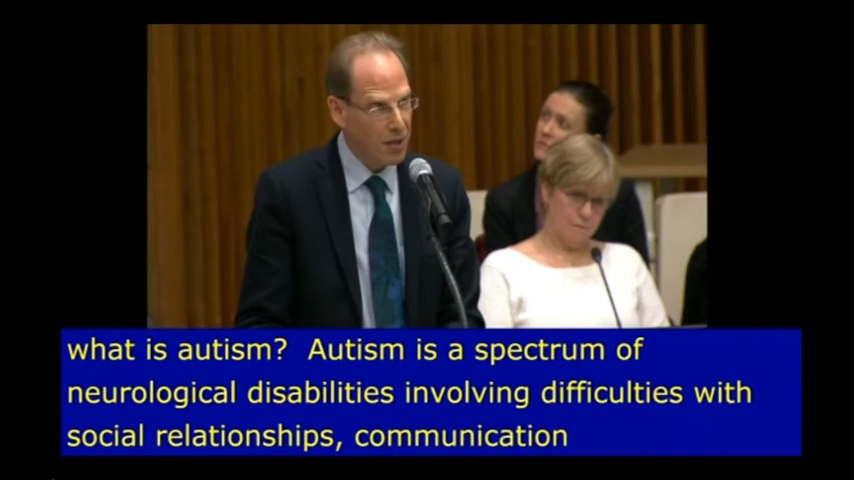 what is autism?  Autism is a spectrum of
neurological disabilities involving difficulties with
social relationships, communication